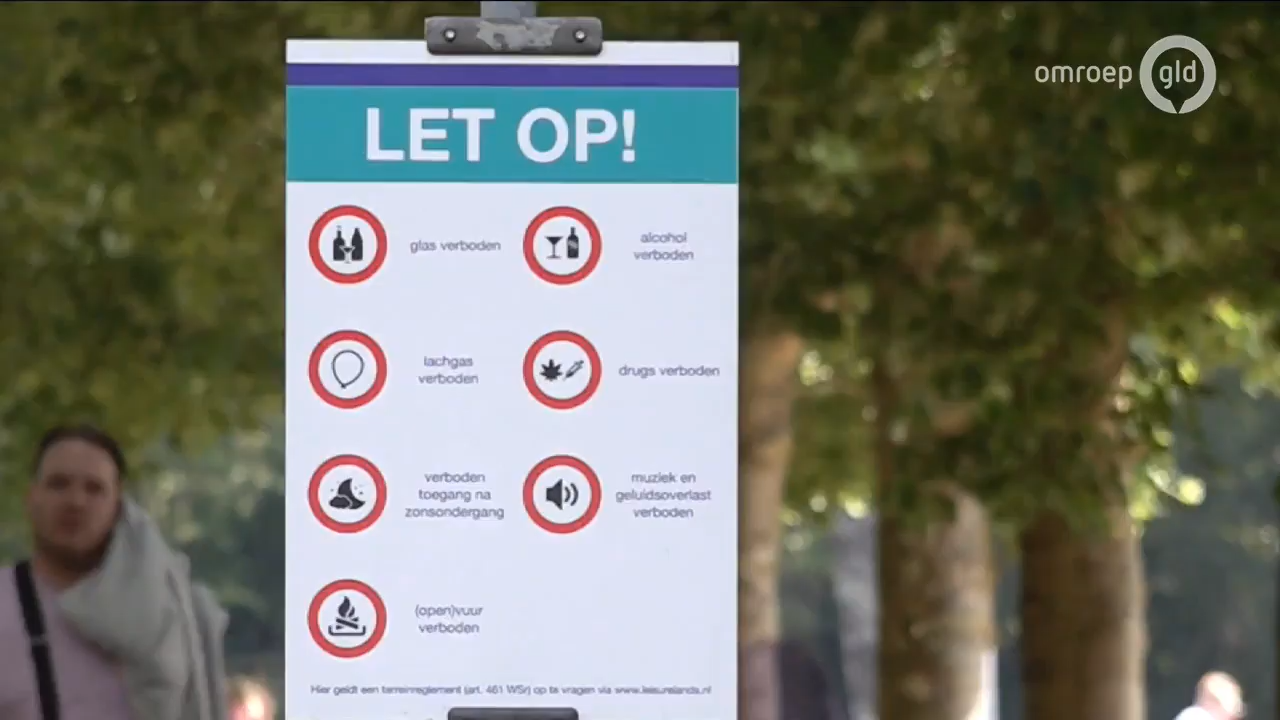 omroep gld
LET OP!
glas verboden
alcohol
verboden
lachgas
verboden
drugs verboden
verboden
toegang na
zonsondergang
muziek en
geluidsoverlast
verboden
(open)vuur
verboden
Hier geldt een terreinreglement (art. 461 WSr) op te vragen via www.leisurelands.nl